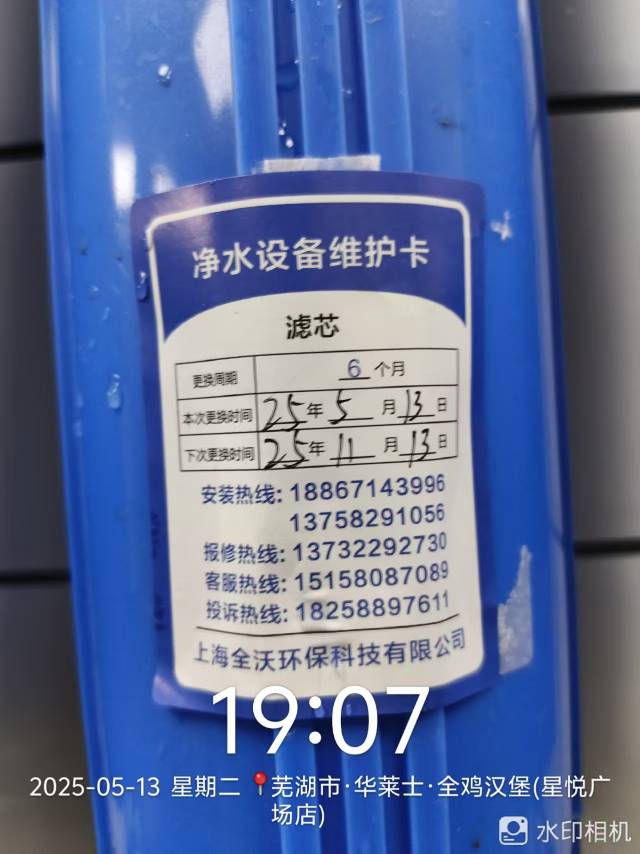 净水设备维护卡
滤芯
更换周期 6 个月
本次更换时间 25年 5 月 13 日
下次更换时间 25年 11 月 13 日
安装热线: 18867143996
13758291056
报修热线: 13732292730
客服热线: 15158087089
投诉热线: 18258897611
上海全沃环保科技有限公司
19:07
2025-05-13 星期二 📍芜湖市·华莱士·全鸡汉堡(星悦广
场店)
水印相机